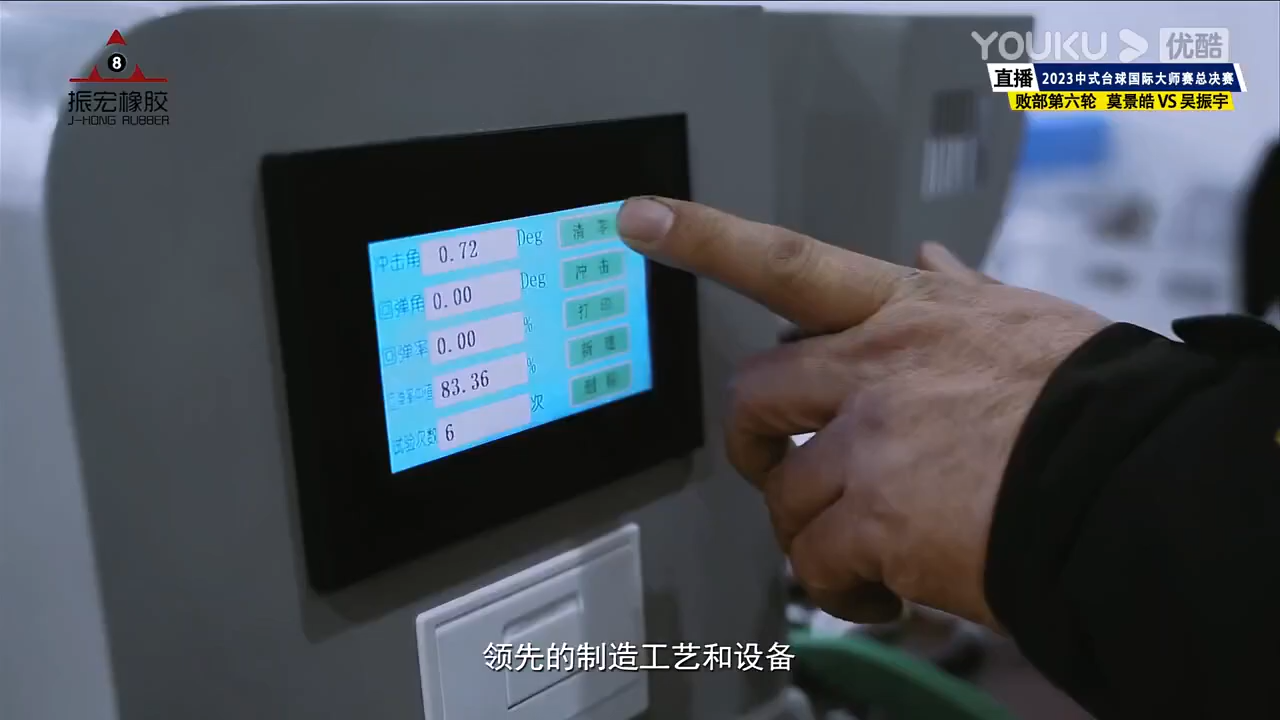 8
振宏橡胶
J-HONG RUBBER
YOUKU 优酷
直播 2023中式台球国际大师赛总决赛
败部第六轮 莫景皓 VS 吴振宇
冲击角 0.72 Deg 清零
回弹角 0.00 Deg 冲击
回弹率 0.00 % 打印
83.36 % 新建
试验次数 6 次
领先的制造工艺和设备